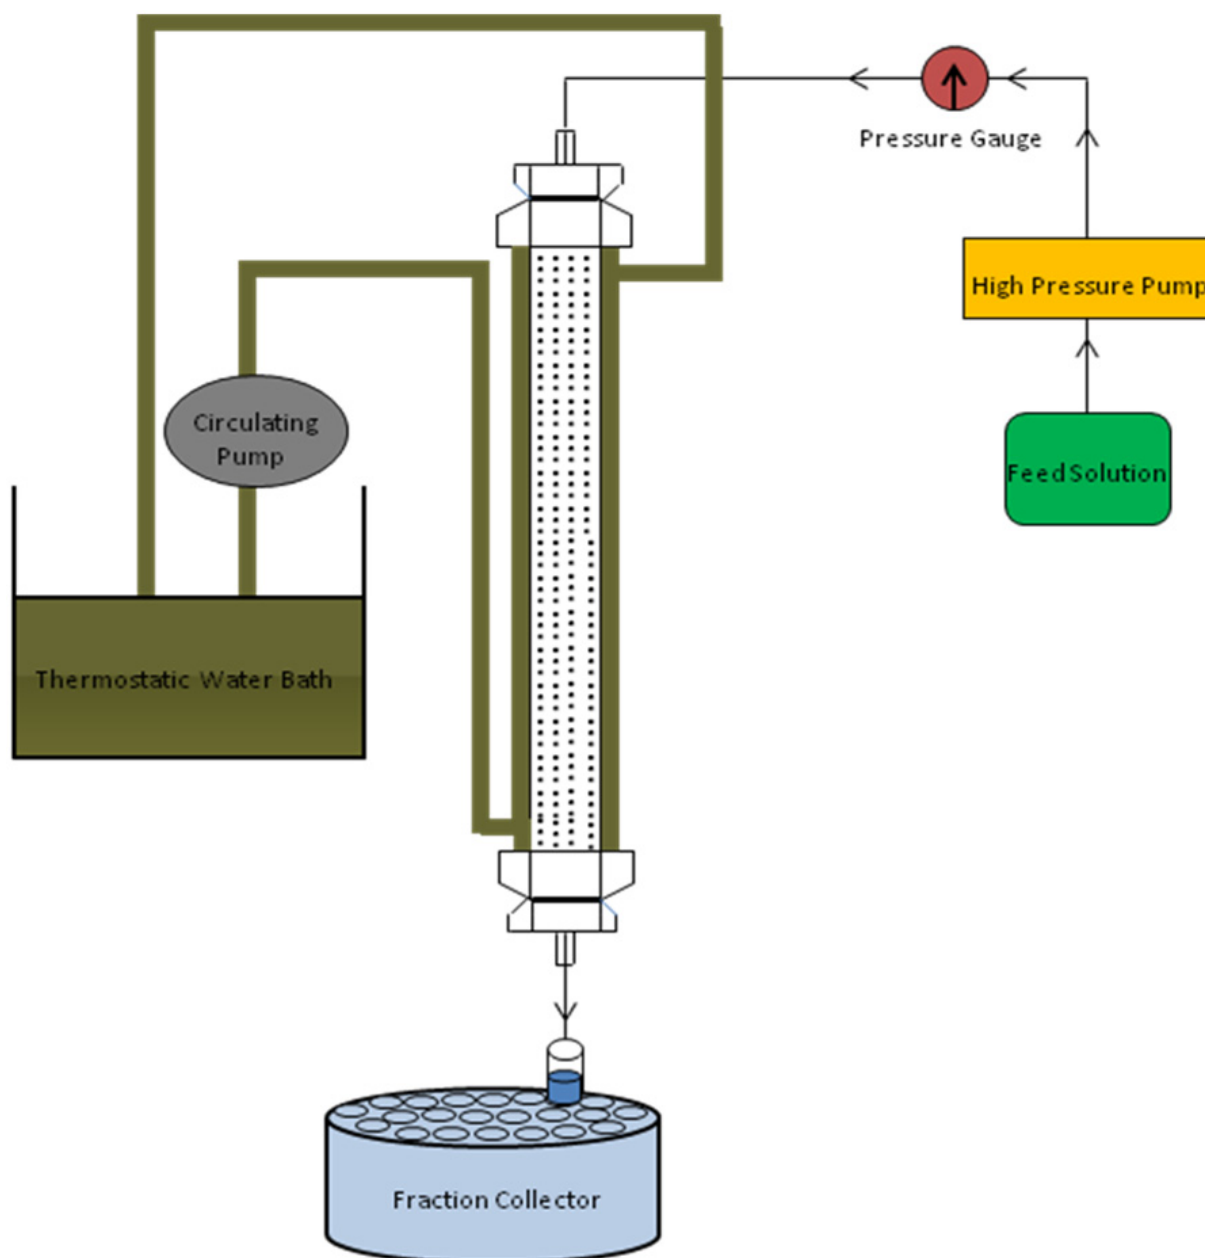 Pressure Gauge
High Pressure Pump
Circulating
Pump
Feed Solution
Thermostatic Water Bath
Fraction Collector